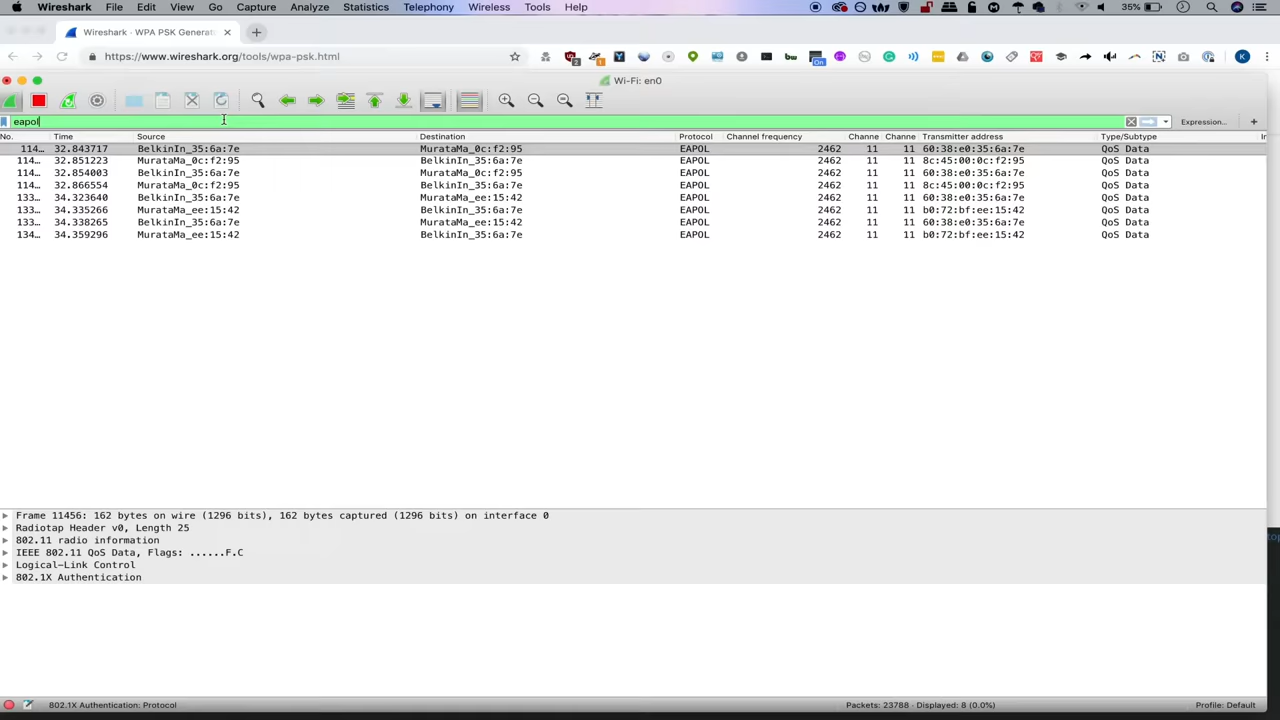 Wireshark File Edit View Go Capture Analyze Statistics Telephony Wireless Tools Help 35%
Wireshark · WPA PSK Generat
https://www.wireshark.org/tools/wpa-psk.html
Wi-Fi: en0
eapol Expression...
No. Time Source Destination Protocol Channel frequency Channe Channe Transmitter address Type/Subtype
114… 32.843717 BelkinIn_35:6a:7e MurataMa_0c:f2:95 EAPOL 2462 11 11 60:38:e0:35:6a:7e QoS Data
114… 32.851223 MurataMa_0c:f2:95 BelkinIn_35:6a:7e EAPOL 2462 11 11 8c:45:00:0c:f2:95 QoS Data
114… 32.854003 BelkinIn_35:6a:7e MurataMa_0c:f2:95 EAPOL 2462 11 11 60:38:e0:35:6a:7e QoS Data
114… 32.866554 MurataMa_0c:f2:95 BelkinIn_35:6a:7e EAPOL 2462 11 11 8c:45:00:0c:f2:95 QoS Data
133… 34.323640 BelkinIn_35:6a:7e MurataMa_ee:15:42 EAPOL 2462 11 11 60:38:e0:35:6a:7e QoS Data
133… 34.335266 MurataMa_ee:15:42 BelkinIn_35:6a:7e EAPOL 2462 11 11 b0:72:bf:ee:15:42 QoS Data
133… 34.338265 BelkinIn_35:6a:7e MurataMa_ee:15:42 EAPOL 2462 11 11 60:38:e0:35:6a:7e QoS Data
134… 34.359296 MurataMa_ee:15:42 BelkinIn_35:6a:7e EAPOL 2462 11 11 b0:72:bf:ee:15:42 QoS Data
Frame 11456: 162 bytes on wire (1296 bits), 162 bytes captured (1296 bits) on interface 0
Radiotap Header v0, Length 25
802.11 radio information
IEEE 802.11 QoS Data, Flags: ......F.C
Logical-Link Control
802.1X Authentication
802.1X Authentication: Protocol Packets: 23788 · Displayed: 8 (0.0%) Profile: Default